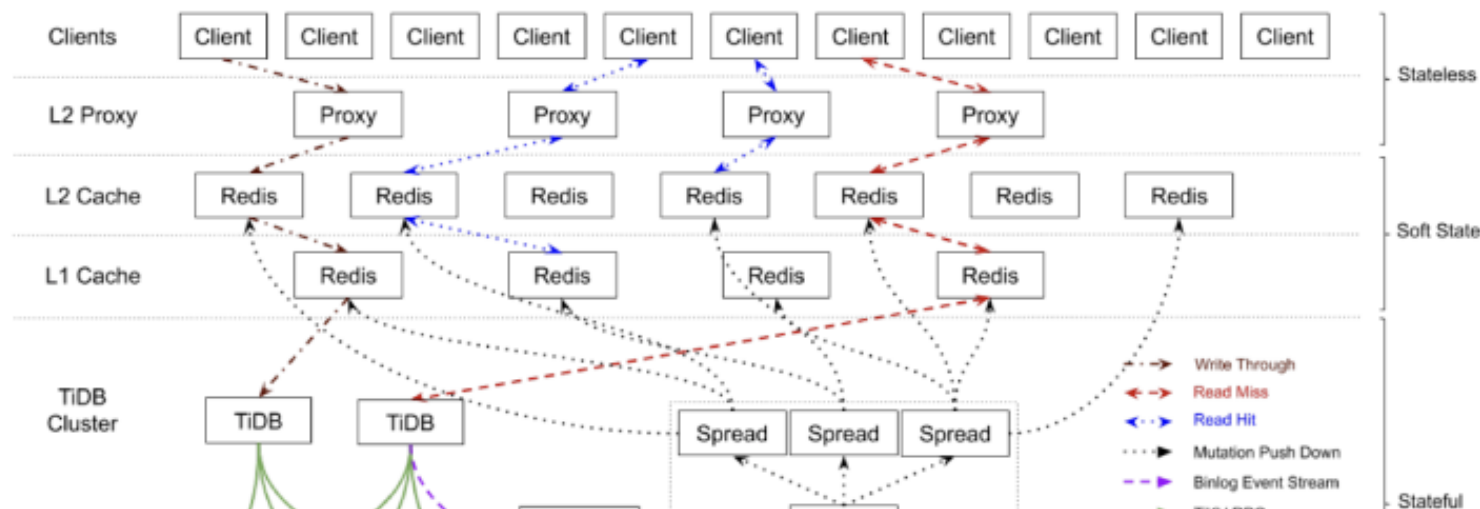 Clients Client Client Client Client Client Client Client Client Client Client Client
Stateless
L2 Proxy Proxy Proxy Proxy Proxy
L2 Cache Redis Redis Redis Redis Redis Redis Redis
Soft State
L1 Cache Redis Redis Redis Redis
Write Through
TiDB
Cluster
TiDB TiDB
Read Miss
Read Hit
Spread Spread Spread
Mutation Push Down
Binlog Event Stream
Stateful